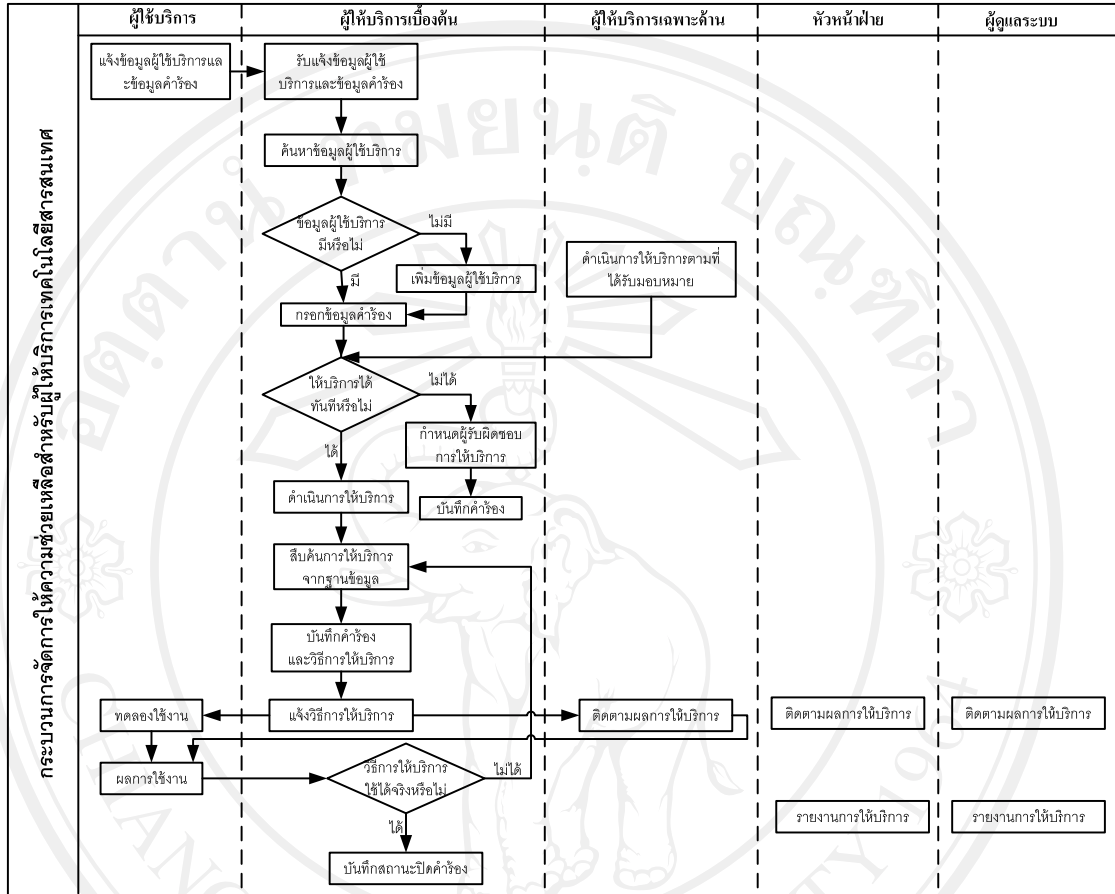 ผู้ใช้บริการ
ผู้ให้บริการเบื้องต้น
ผู้ให้บริการเฉพาะด้าน
หัวหน้าฝ่าย
ผู้ดูแลระบบ
กระบวนการจัดการให้ความช่วยเหลือสำหรับผู้ให้บริการเทคโนโลยีสารสนเทศ
แจ้งข้อมูลผู้ใช้บริการแล
ะข้อมูลคำร้อง
รับแจ้งข้อมูลผู้ใช้
บริการและข้อมูลคำร้อง
ค้นหาข้อมูลผู้ใช้บริการ
ข้อมูลผู้ใช้บริการ
มีหรือไม่
ไม่มี
มี
เพิ่มข้อมูลผู้ใช้บริการ
กรอกข้อมูลคำร้อง
ดำเนินการให้บริการตามที่
ได้รับมอบหมาย
ให้บริการได้
ทันทีหรือไม่
ไม่ได้
ได้
กำหนดผู้รับผิดชอบ
การให้บริการ
บันทึกคำร้อง
ดำเนินการให้บริการ
สืบค้นการให้บริการ
จากฐานข้อมูล
บันทึกคำร้อง
และวิธีการให้บริการ
ทดลองใช้งาน
แจ้งวิธีการให้บริการ
ติดตามผลการให้บริการ
ติดตามผลการให้บริการ
ติดตามผลการให้บริการ
ผลการใช้งาน
วิธีการให้บริการ
ใช้ได้จริงหรือไม่
ไม่ได้
ได้
บันทึกสถานะปิดคำร้อง
รายงานการให้บริการ
รายงานการให้บริการ